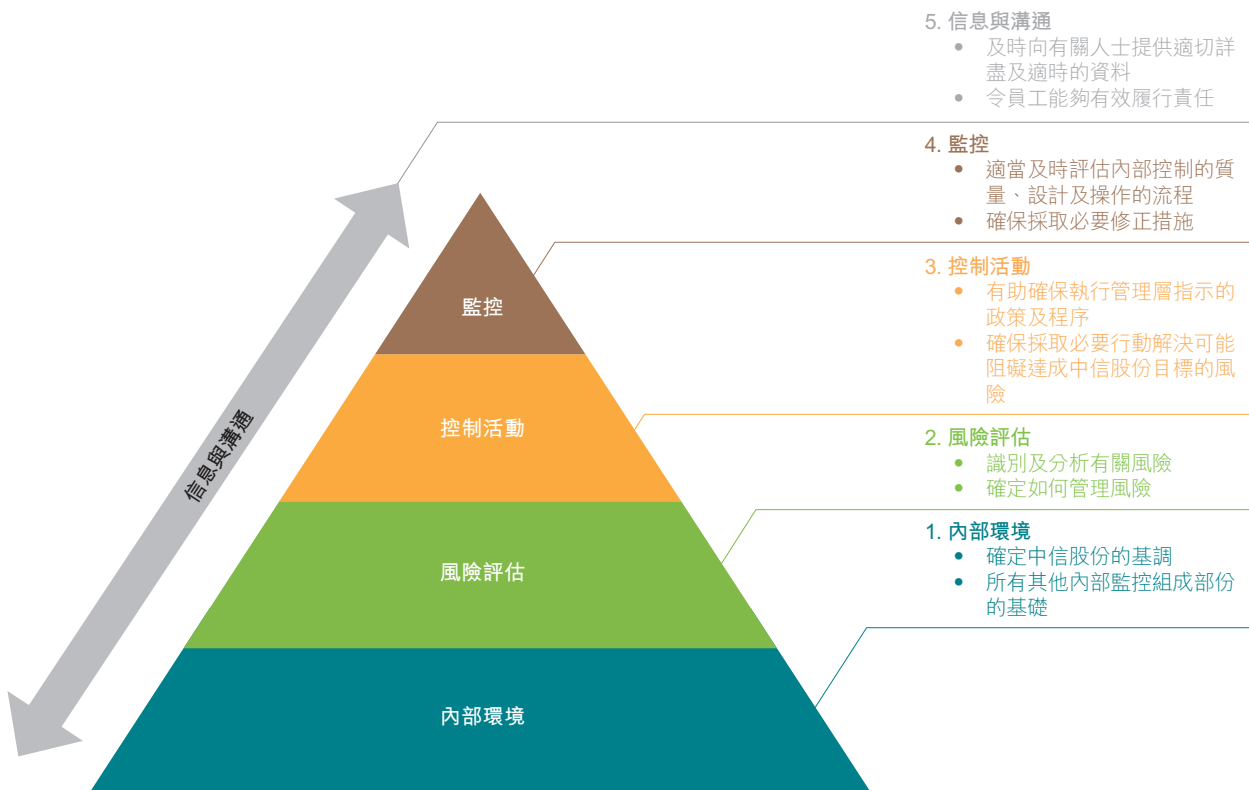 5. 信息與溝通
• 及時向有關人士提供適切詳
盡及適時的資料
• 令員工能夠有效履行責任
4. 監控
• 適當及時評估內部控制的質
量、設計及操作的流程
• 確保採取必要修正措施
3. 控制活動
• 有助確保執行管理層指示的
政策及程序
• 確保採取必要行動解決可能
阻礙達成中信股份目標的風
險
2. 風險評估
• 識別及分析有關風險
• 確定如何管理風險
1. 內部環境
• 確定中信股份的基調
• 所有其他內部監控組成部份
的基礎
信息與溝通
監控
控制活動
風險評估
內部環境